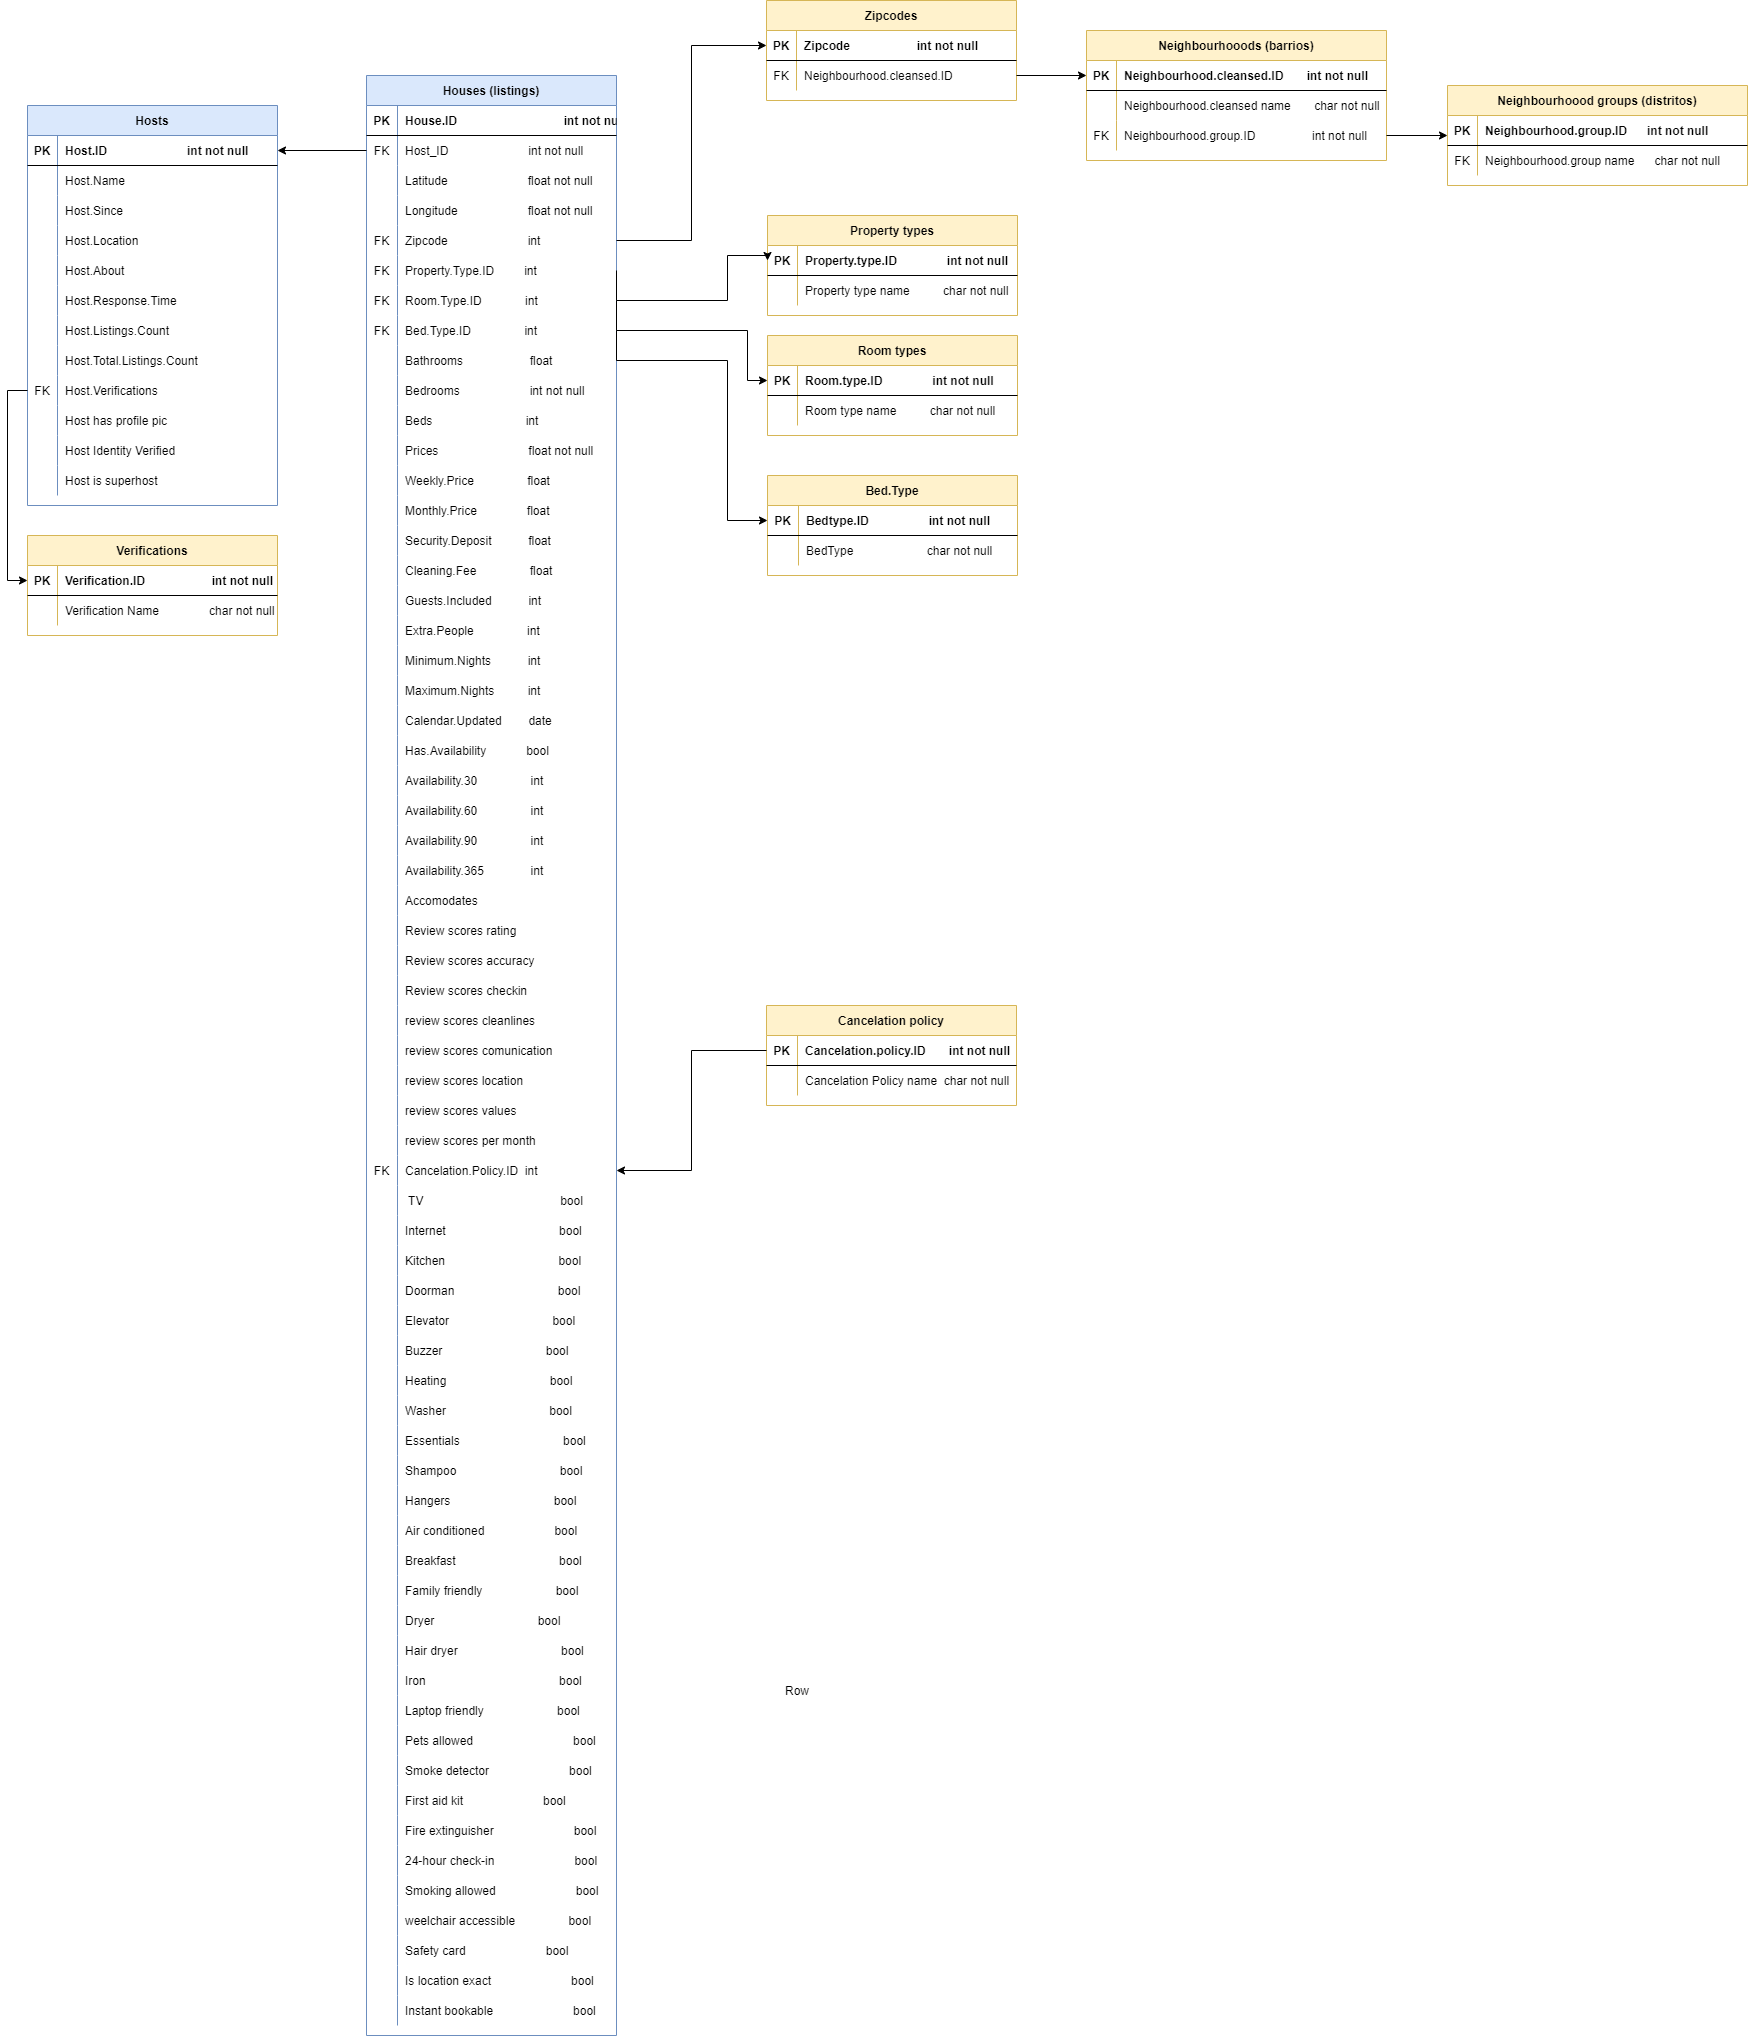 Zipcodes
PK Zipcode int not null
FK Neighbourhood.cleansed.ID
Neighbourhooods (barrios)
PK Neighbourhood.cleansed.ID int not null
Neighbourhood.cleansed name char not null
FK Neighbourhood.group.ID int not null
Neighbourhoood groups (distritos)
PK Neighbourhood.group.ID int not null
FK Neighbourhood.group name char not null
Hosts
PK Host.ID int not null
Host.Name
Host.Since
Host.Location
Host.About
Host.Response.Time
Host.Listings.Count
Host.Total.Listings.Count
FK Host.Verifications
Host has profile pic
Host Identity Verified
Host is superhost
Verifications
PK Verification.ID int not null
Verification Name char not null
Houses (listings)
PK House.ID int not nu
FK Host_ID int not null
Latitude float not null
Longitude float not null
FK Zipcode int
FK Property.Type.ID int
FK Room.Type.ID int
FK Bed.Type.ID int
Bathrooms float
Bedrooms int not null
Beds int
Prices float not null
Weekly.Price float
Monthly.Price float
Security.Deposit float
Cleaning.Fee float
Guests.Included int
Extra.People int
Minimum.Nights int
Maximum.Nights int
Calendar.Updated date
Has.Availability bool
Availability.30 int
Availability.60 int
Availability.90 int
Availability.365 int
Accomodates
Review scores rating
Review scores accuracy
Review scores checkin
review scores cleanlines
review scores comunication
review scores location
review scores values
review scores per month
FK Cancelation.Policy.ID int
TV bool
Internet bool
Kitchen bool
Doorman bool
Elevator bool
Buzzer bool
Heating bool
Washer bool
Essentials bool
Shampoo bool
Hangers bool
Air conditioned bool
Breakfast bool
Family friendly bool
Dryer bool
Hair dryer bool
Iron bool
Laptop friendly bool
Pets allowed bool
Smoke detector bool
First aid kit bool
Fire extinguisher bool
24-hour check-in bool
Smoking allowed bool
weelchair accessible bool
Safety card bool
Is location exact bool
Instant bookable bool
Property types
PK Property.type.ID int not null
Property type name char not null
Room types
PK Room.type.ID int not null
Room type name char not null
Bed.Type
PK Bedtype.ID int not null
BedType char not null
Cancelation policy
PK Cancelation.policy.ID int not null
Cancelation Policy name char not null
Row